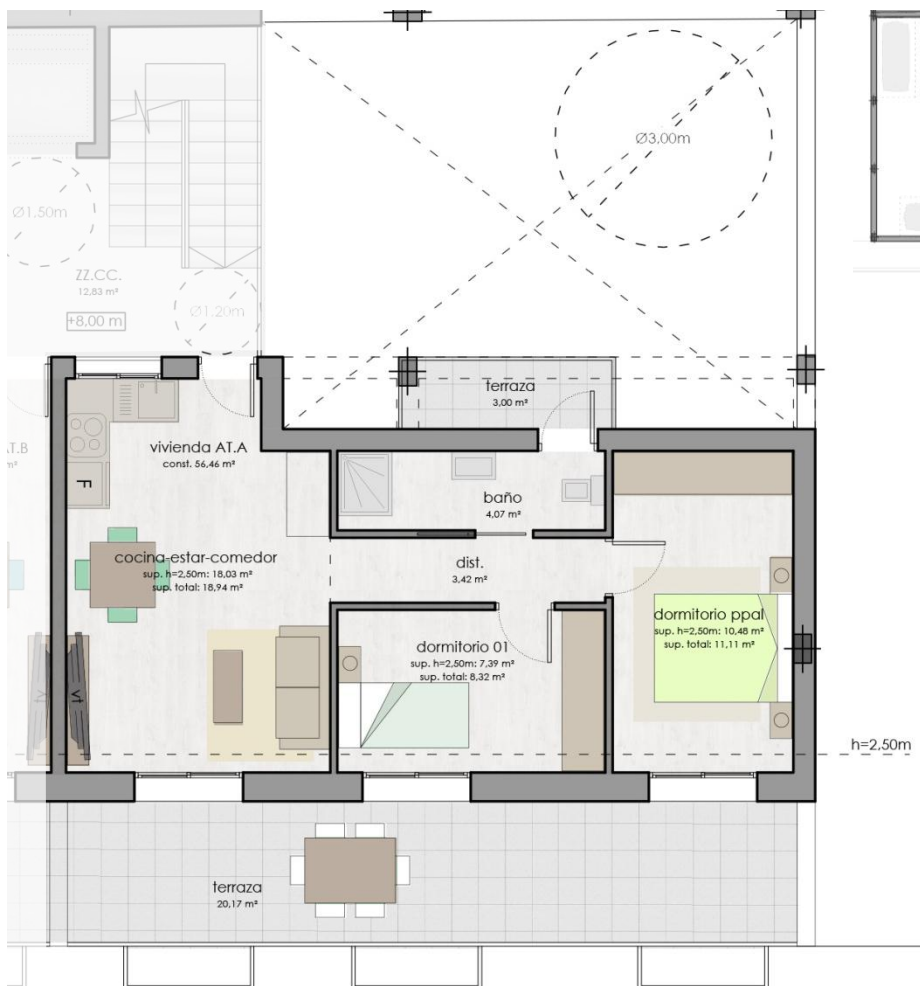 Ø3,00m
Ø1.50m
ZZ.CC.
12,83 m²
+8,00 m
Ø1.20m
terraza
3,00 m²
vivienda AT.A
const. 56,46 m²
F
baño
4,07 m²
cocina-estar-comedor
sup. h=2,50m: 18,03 m²
sup. total: 18,94 m²
dist.
3,42 m²
dormitorio ppal
sup. h=2,50m: 10,48 m²
sup. total: 11,11 m²
dormitorio 01
sup. h=2,50m: 7,39 m²
sup. total: 8,32 m²
vt
vt
h=2,50m
terraza
20,17 m²